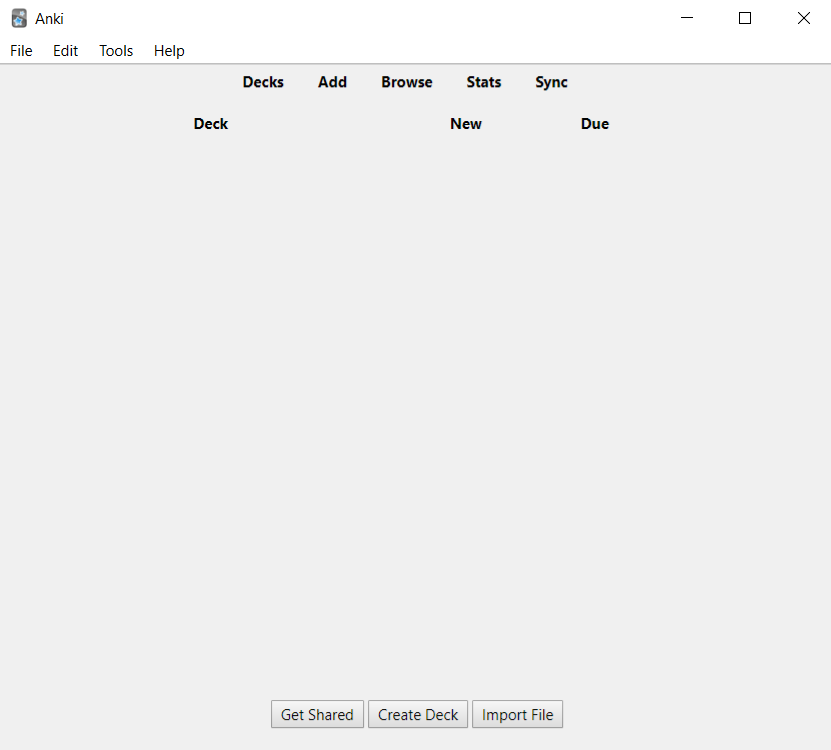 Anki
File Edit Tools Help
Decks Add Browse Stats Sync
Deck New Due
Get Shared Create Deck Import File